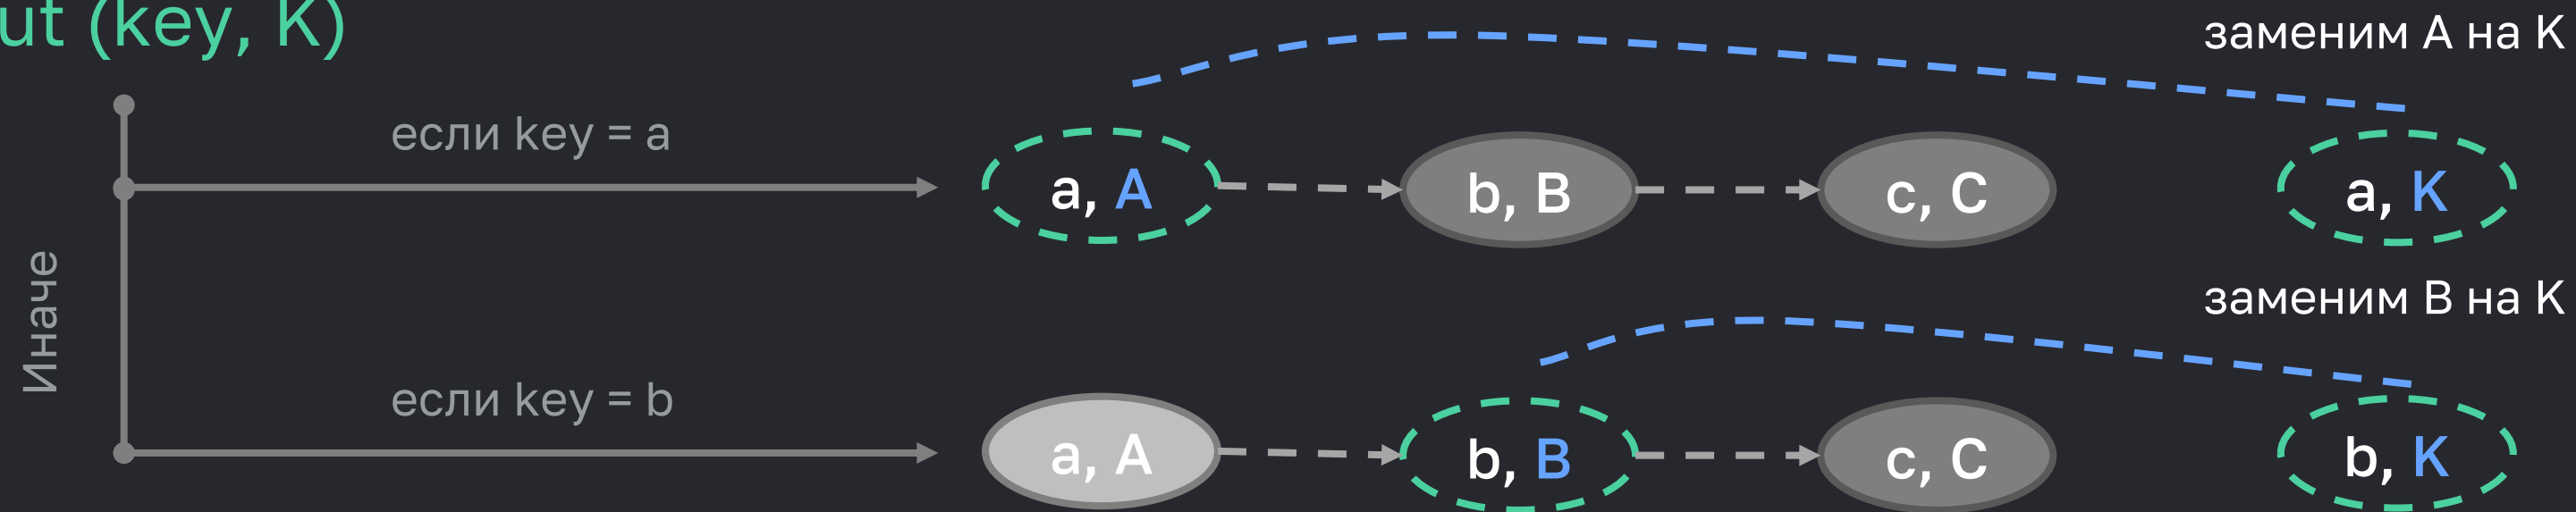 ut (key, K)
заменим A на K
если key = a
a, A
b, B
c, C
a, K
Иначе
заменим B на K
если key = b
a, A
b, B
c, C
b, K